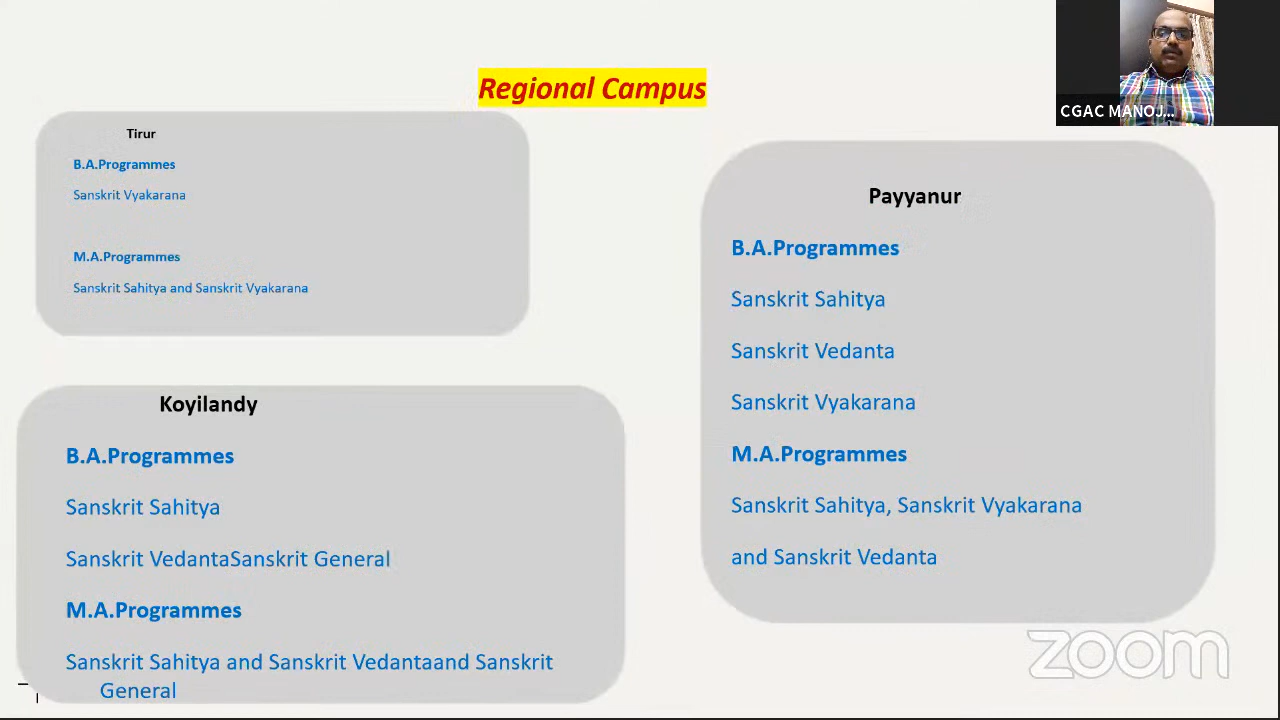 Regional Campus
CGAC MANOJ...
Tirur
B.A.Programmes
Sanskrit Vyakarana
M.A.Programmes
Sanskrit Sahitya and Sanskrit Vyakarana
Koyilandy
B.A.Programmes
Sanskrit Sahitya
Sanskrit VedantaSanskrit General
M.A.Programmes
Sanskrit Sahitya and Sanskrit Vedantaand Sanskrit
General
Payyanur
B.A.Programmes
Sanskrit Sahitya
Sanskrit Vedanta
Sanskrit Vyakarana
M.A.Programmes
Sanskrit Sahitya, Sanskrit Vyakarana
and Sanskrit Vedanta
zoom